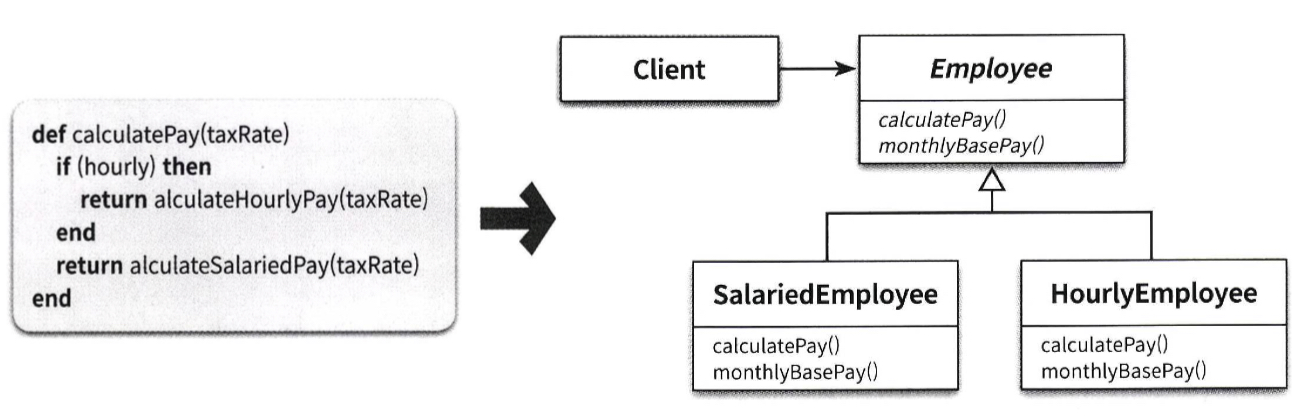 def calculatePay(taxRate)
if (hourly) then
return alculateHourlyPay(taxRate)
end
return alculateSalariedPay(taxRate)
end
Client
Employee
calculatePay()
monthlyBasePay()
SalariedEmployee
calculatePay()
monthlyBasePay()
HourlyEmployee
calculatePay()
monthlyBasePay()